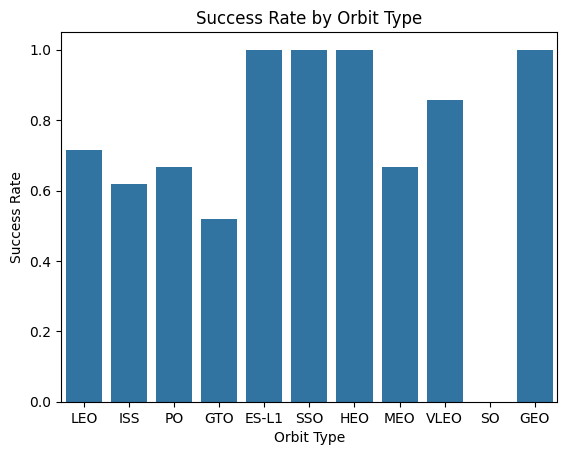 Success Rate by Orbit Type
1.0
0.8
0.6
0.4
0.2
0.0
Success Rate
LEO ISS PO GTO ES-L1 SSO HEO MEO VLEO SO GEO
Orbit Type